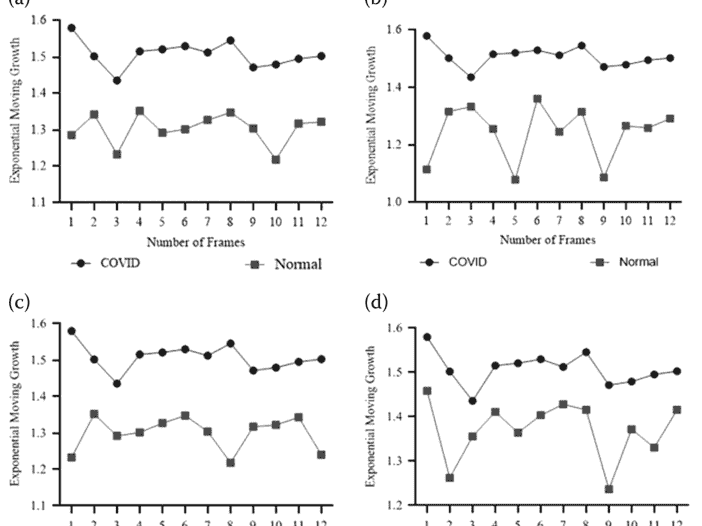 (a)
1.6
1.5
1.4
1.3
1.2
1.1
Exponential Moving Growth
1 2 3 4 5 6 7 8 9 10 11 12
Number of Frames
COVID Normal
(b)
1.6
1.4
1.2
1.0
Exponential Moving Growth
1 2 3 4 5 6 7 8 9 10 11 12
Number of Frames
COVID Normal
(c)
1.6
1.5
1.4
1.3
1.2
1.1
Exponential Moving Growth
1 2 3 4 5 6 7 8 9 10 11 12
(d)
1.6
1.5
1.4
1.3
1.2
Exponential Moving Growth
1 2 3 4 5 6 7 8 9 10 11 12